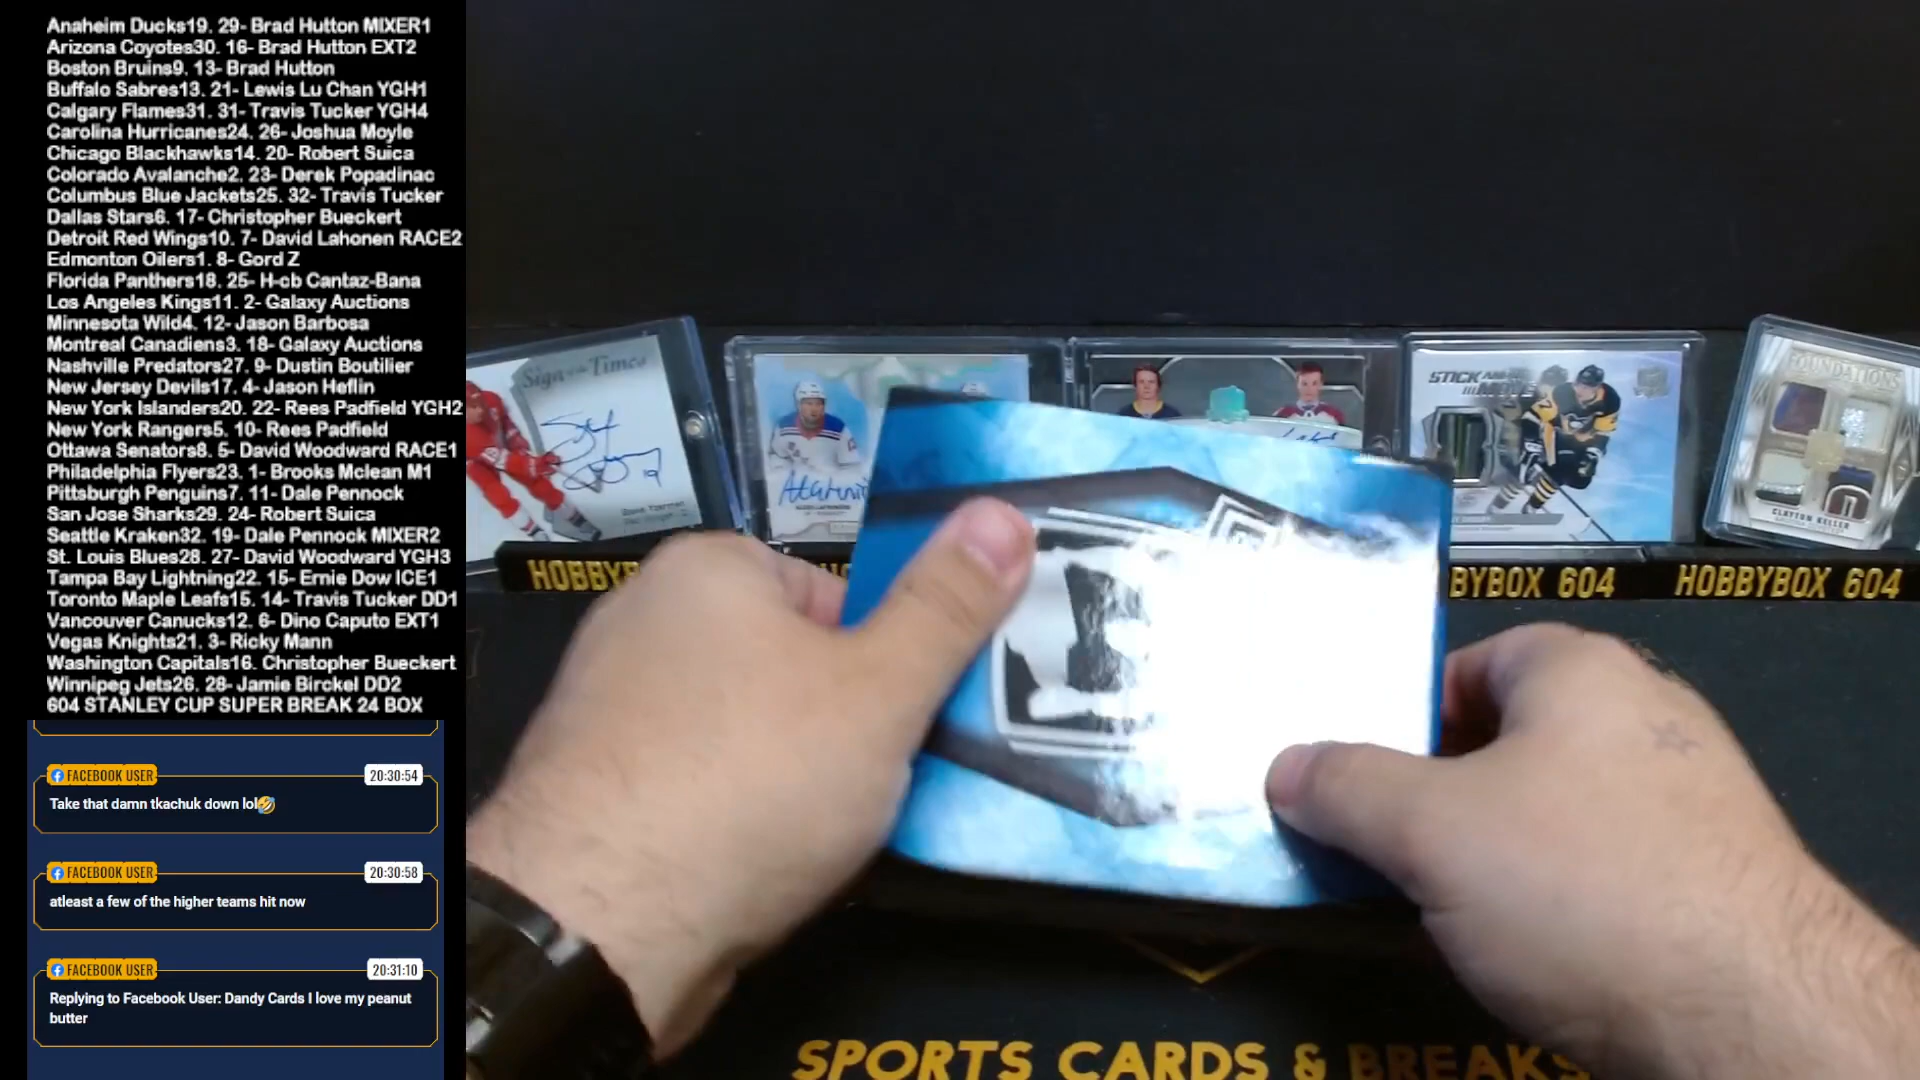 Anaheim Ducks19. 29- Brad Hutton MIXER1
Arizona Coyotes30. 16- Brad Hutton EXT2
Boston Bruins9. 13- Brad Hutton
Buffalo Sabres13. 21- Lewis Lu Chan YGH1
Calgary Flames31. 31- Travis Tucker YGH4
Carolina Hurricanes24. 26- Joshua Moyle
Chicago Blackhawks14. 20- Robert Suica
Colorado Avalanche2. 23- Derek Popadinac
Columbus Blue Jackets25. 32- Travis Tucker
Dallas Stars6. 17- Christopher Bueckert
Detroit Red Wings10. 7- David Lahonen RACE2
Edmonton Oilers1. 8- Gord Z
Florida Panthers18. 25- H-cb Cantaz-Bana
Los Angeles Kings11. 2- Galaxy Auctions
Minnesota Wild4. 12- Jason Barbosa
Montreal Canadiens3. 18- Galaxy Auctions
Nashville Predators27. 9- Dustin Boutilier
New Jersey Devils17. 4- Jason Heflin
New York Islanders20. 22- Rees Padfield YGH2
New York Rangers5. 10- Rees Padfield
Ottawa Senators8. 5- David Woodward RACE1
Philadelphia Flyers23. 1- Brooks Mclean M1
Pittsburgh Penguins7. 11- Dale Pennock
San Jose Sharks29. 24- Robert Suica
Seattle Kraken32. 19- Dale Pennock MIXER2
St. Louis Blues28. 27- David Woodward YGH3
Tampa Bay Lightning22. 15- Ernie Dow ICE1
Toronto Maple Leafs15. 14- Travis Tucker DD1
Vancouver Canucks12. 6- Dino Caputo EXT1
Vegas Knights21. 3- Ricky Mann
Washington Capitals16. Christopher Bueckert
Winnipeg Jets26. 28- Jamie Birckel DD2
604 STANLEY CUP SUPER BREAK 24 BOX
FACEBOOK USER 20:30:54
Take that damn tkachuk down lol🤣
FACEBOOK USER 20:30:58
atleast a few of the higher teams hit now
FACEBOOK USER 20:31:10
Replying to Facebook User: Dandy Cards I love my peanut
butter
Sign of the Times
STICK AND
FOUNDATIONS
CLAYTON KELLER
BYBOX 604
HOBBYBOX 604
SPORTS CARDS & BREAKS